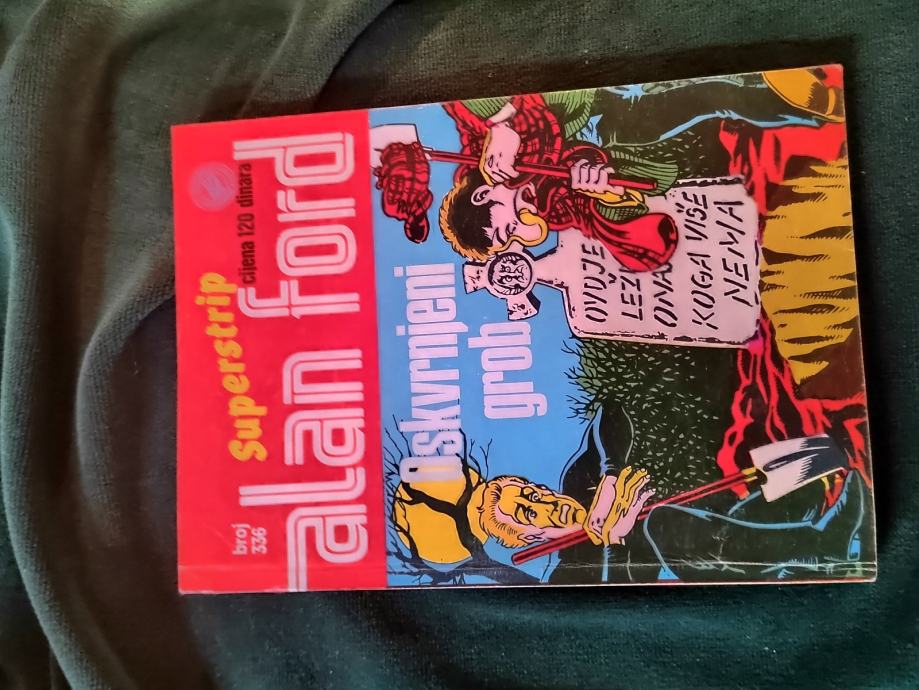 Superstrip
broj
336
cijena 120 dinara
alan ford
Oskvrnjeni
grob
OVDJE
LEŽI
ONAJ
KOGA VIŠE
NEMA